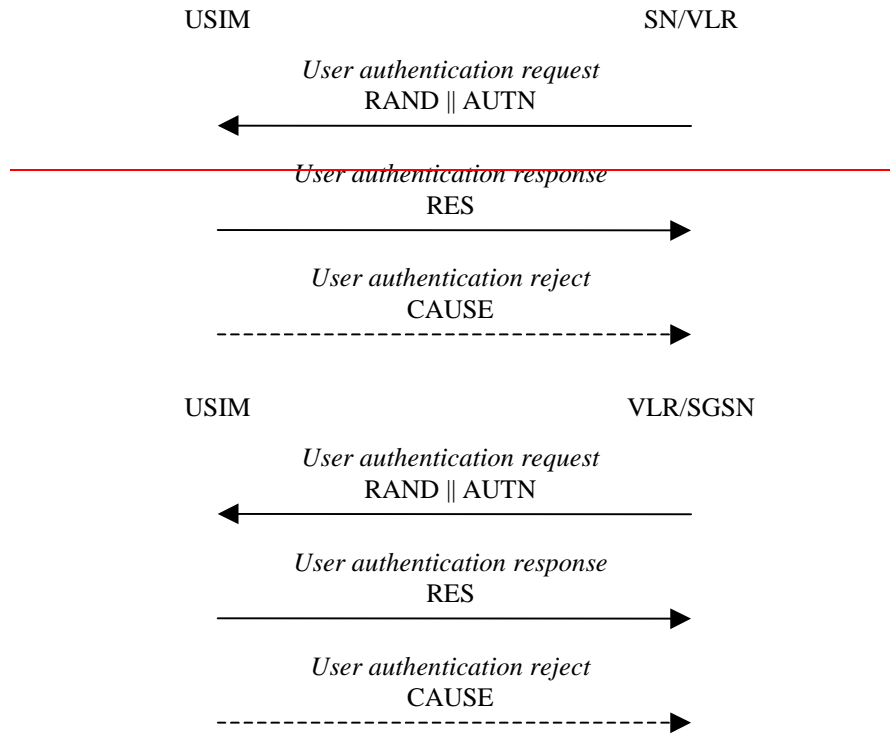 USIM SN/VLR
User authentication request
RAND || AUTN
User authentication response
RES
User authentication reject
CAUSE
USIM VLR/SGSN
User authentication request
RAND || AUTN
User authentication response
RES
User authentication reject
CAUSE